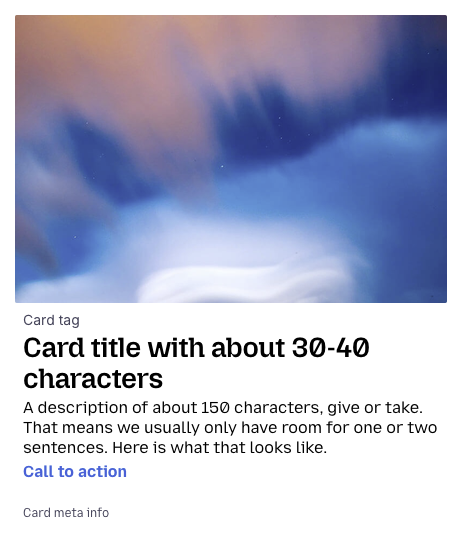 Card tag
Card title with about 30-40
characters
A description of about 150 characters, give or take.
That means we usually only have room for one or two
sentences. Here is what that looks like.
Call to action
Card meta info